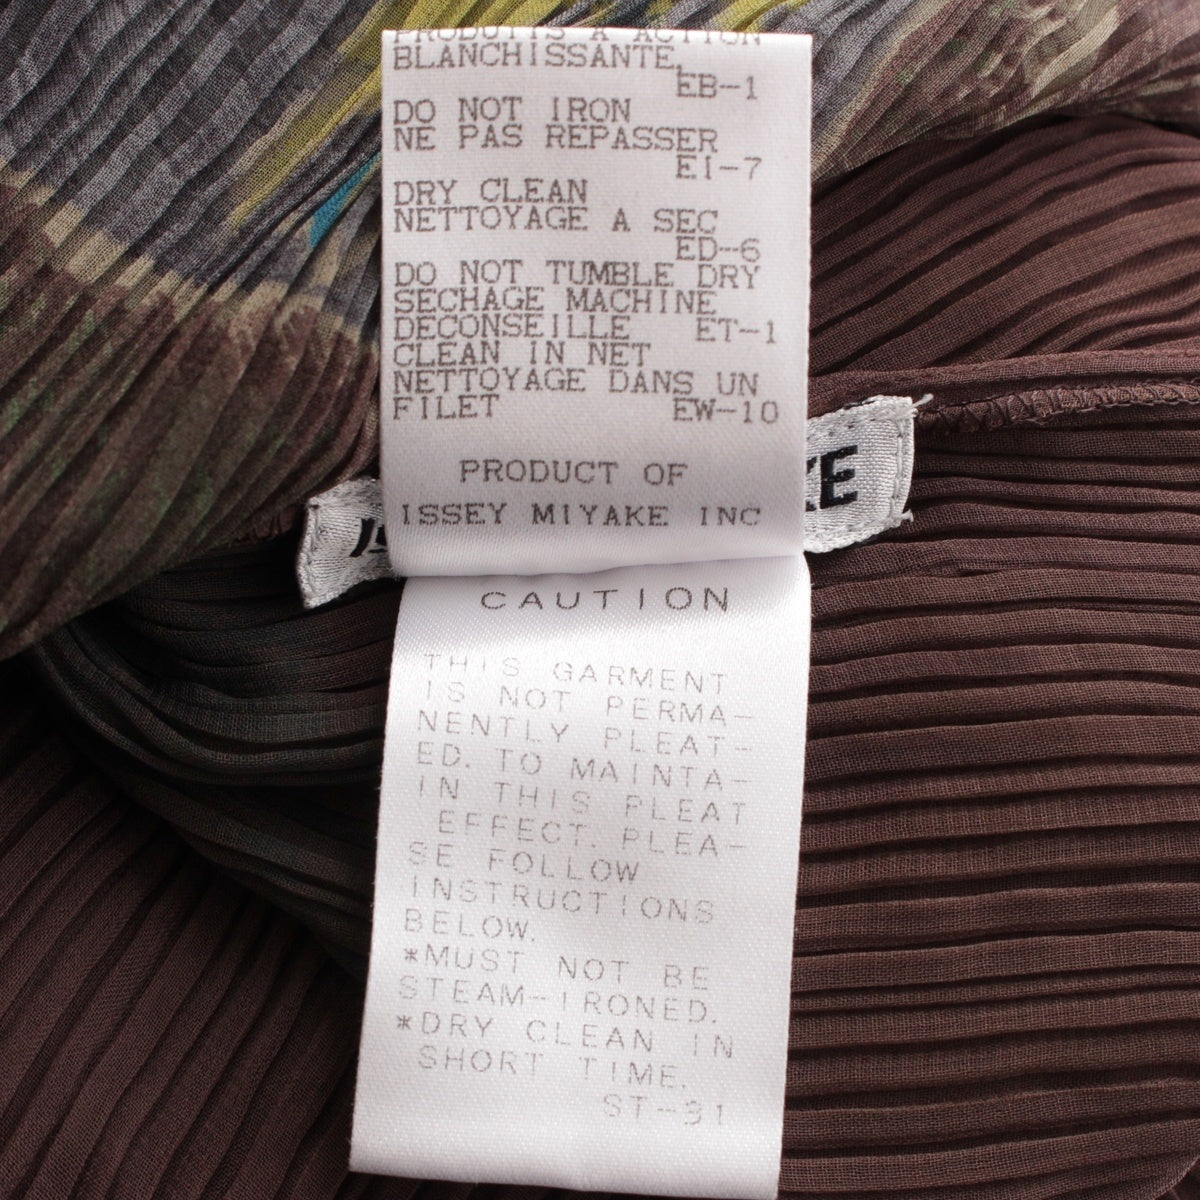 PRODUITS A ACTION
BLANCHISSANTE,
EB-1
DO NOT IRON
NE PAS REPASSER
EI-7
DRY CLEAN
NETTOYAGE A SEC
ED-6
DO NOT TUMBLE DRY
SECHAGE MACHINE
DECONSEILLE ET-1
CLEAN IN NET
NETTOYAGE DANS UN
FILET EW-10
PRODUCT OF
ISSEY MIYAKE INC
KE
CAUTION
THIS GARMENT
IS NOT PERMA-
NENTLY PLEAT-
ED. TO MAINTA-
IN THIS PLEAT
EFFECT. PLEA-
SE FOLLOW
INSTRUCTIONS
BELOW.
*MUST NOT BE
STEAM-IRONED.
*DRY CLEAN IN
SHORT TIME.
ST-31